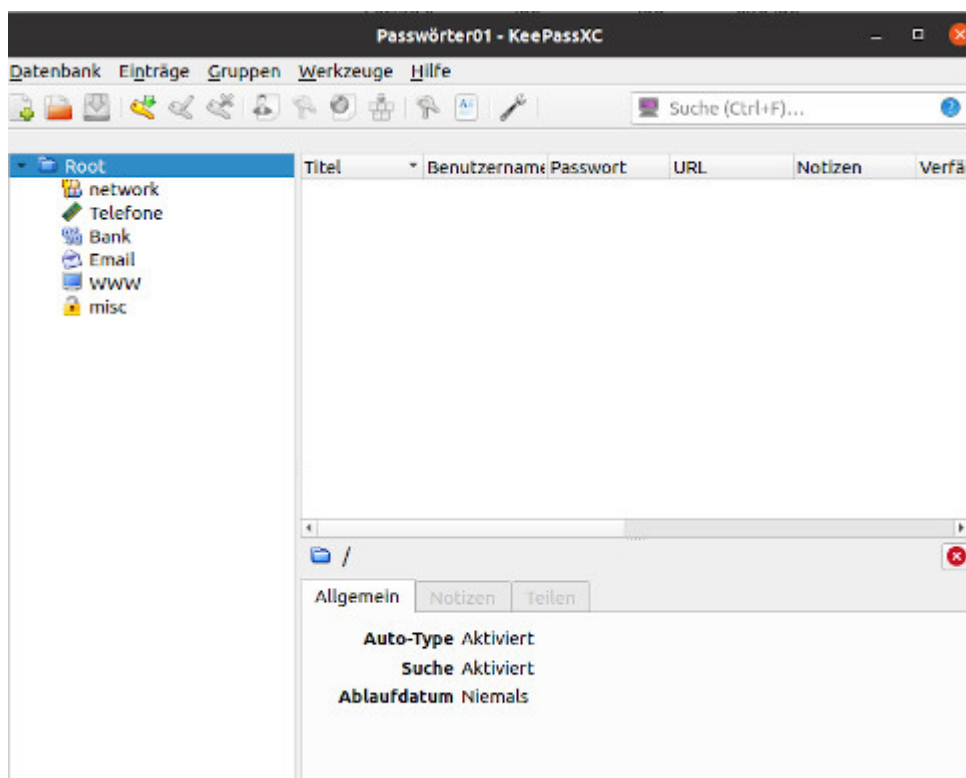 Passwörter01 - KeePassXC
Datenbank Einträge Gruppen Werkzeuge Hilfe
Suche (Ctrl+F)...
Root
network
Telefone
Bank
Email
WWW
misc
Titel Benutzername Passwort URL Notizen Verfä
/
Allgemein Notizen Teilen
Auto-Type Aktiviert
Suche Aktiviert
Ablaufdatum Niemals